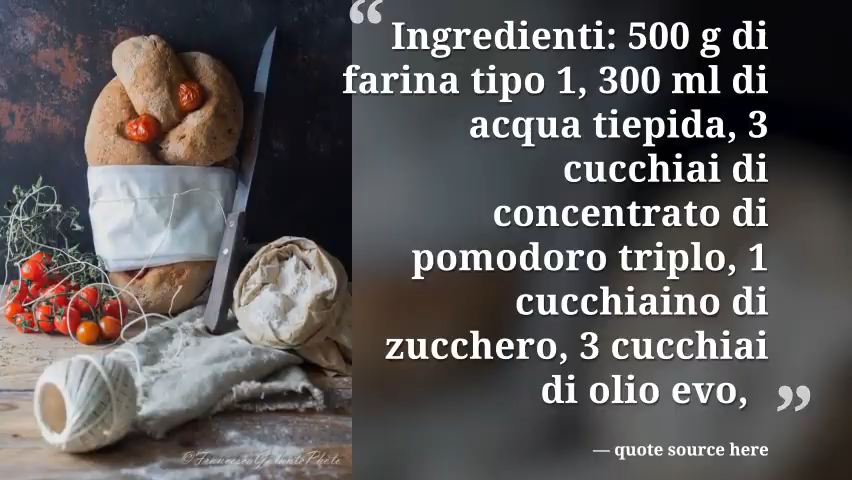 “
Ingredienti: 500 g di
farina tipo 1, 300 ml di
acqua tiepida, 3
cucchiai di
concentrato di
pomodoro triplo, 1
cucchiaino di
zucchero, 3 cucchiai
di olio evo,
”
— quote source here
©FrancescaGalantePhoto